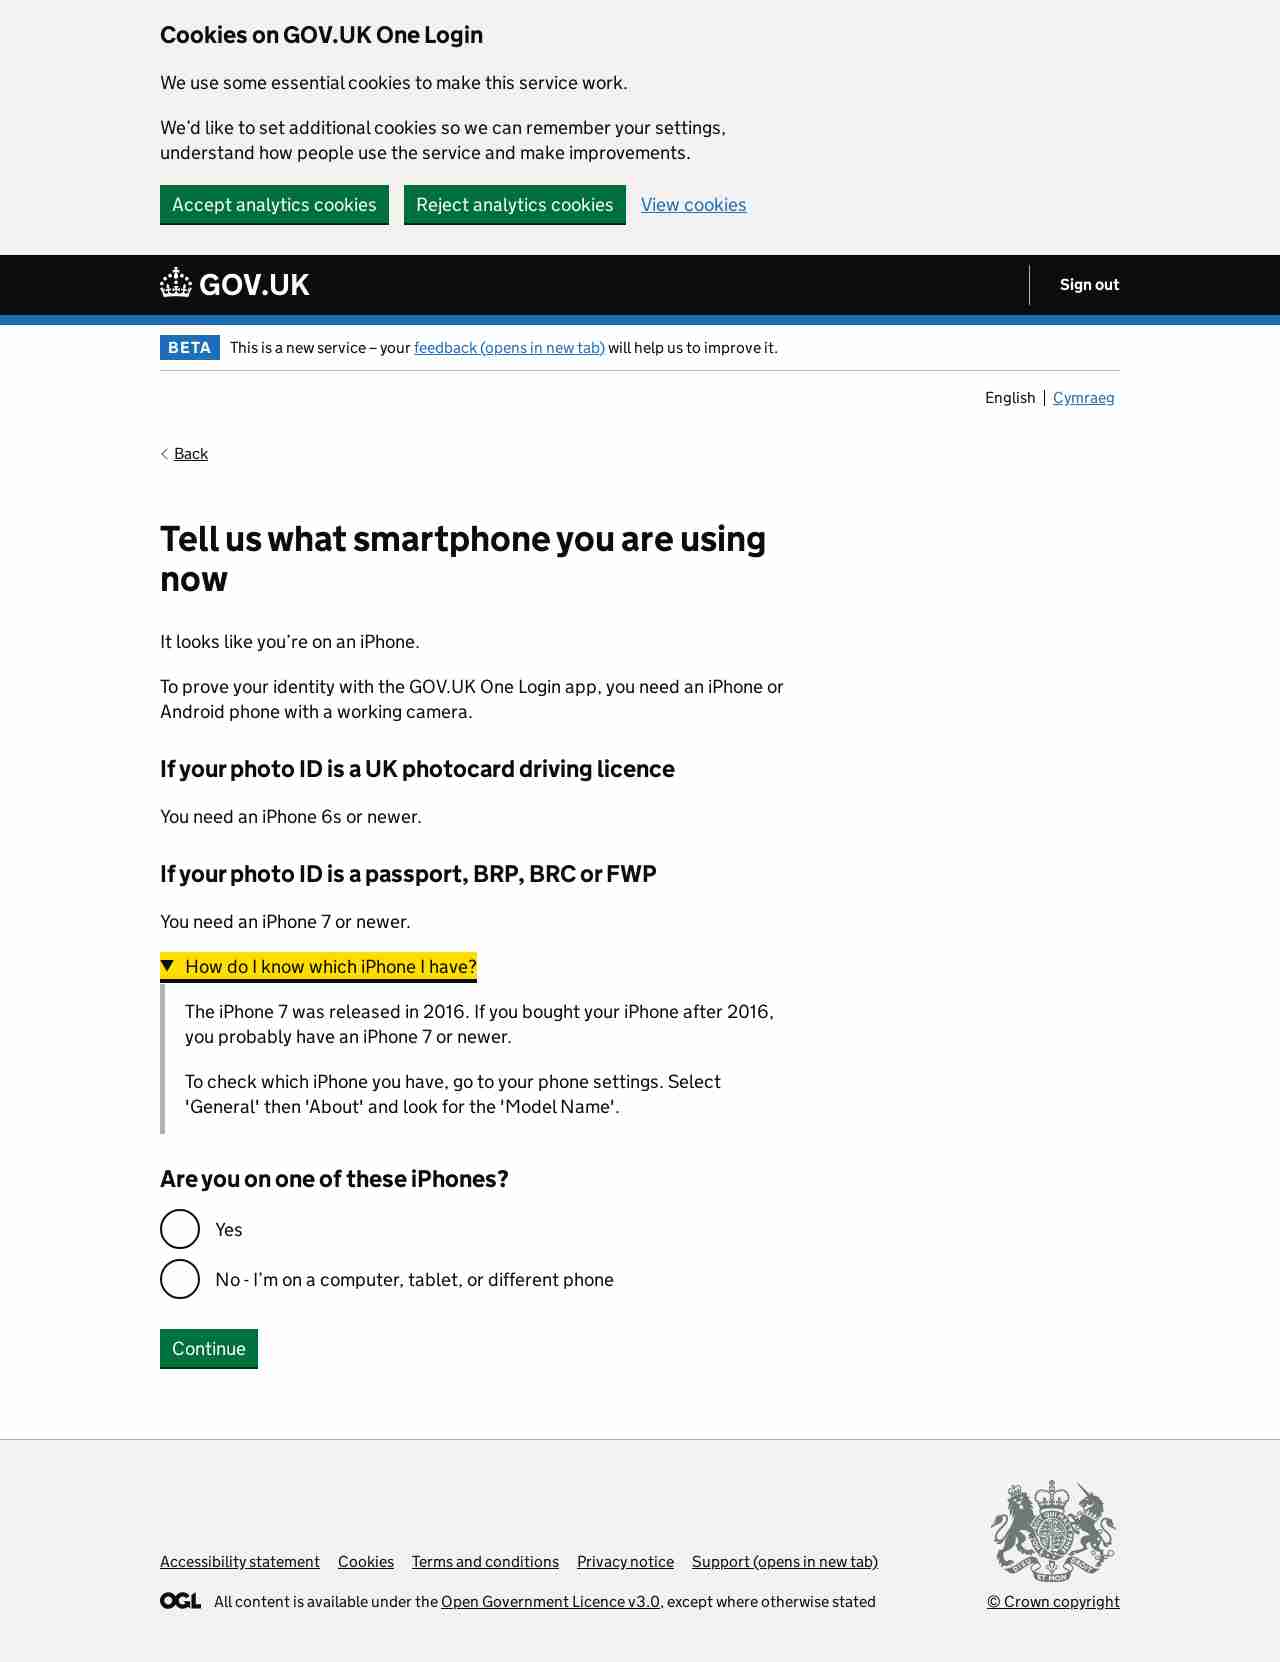 Cookies on GOV.UK One Login
We use some essential cookies to make this service work.
We’d like to set additional cookies so we can remember your settings,
understand how people use the service and make improvements.
Accept analytics cookies Reject analytics cookies View cookies
GOV.UK Sign out
BETA This is a new service – your feedback (opens in new tab) will help us to improve it.
English Cymraeg
Back
Tell us what smartphone you are using
now
It looks like you’re on an iPhone.
To prove your identity with the GOV.UK One Login app, you need an iPhone or
Android phone with a working camera.
If your photo ID is a UK photocard driving licence
You need an iPhone 6s or newer.
If your photo ID is a passport, BRP, BRC or FWP
You need an iPhone 7 or newer.
How do I know which iPhone I have?
The iPhone 7 was released in 2016. If you bought your iPhone after 2016,
you probably have an iPhone 7 or newer.
To check which iPhone you have, go to your phone settings. Select
'General' then 'About' and look for the 'Model Name'.
Are you on one of these iPhones?
Yes
No - I’m on a computer, tablet, or different phone
Continue
Accessibility statement Cookies Terms and conditions Privacy notice Support (opens in new tab)
OGL All content is available under the Open Government Licence v3.0, except where otherwise stated
© Crown copyright